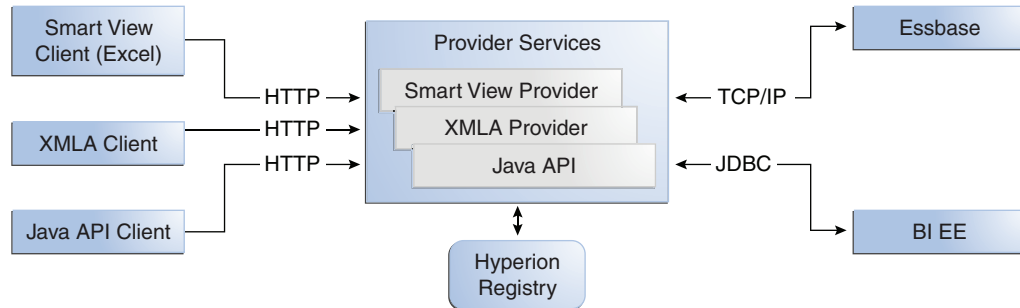 Smart View
Client (Excel)
XMLA Client
Java API Client
HTTP
HTTP
HTTP
Provider Services
Smart View Provider
XMLA Provider
Java API
Hyperion
Registry
TCP/IP
JDBC
Essbase
BI EE